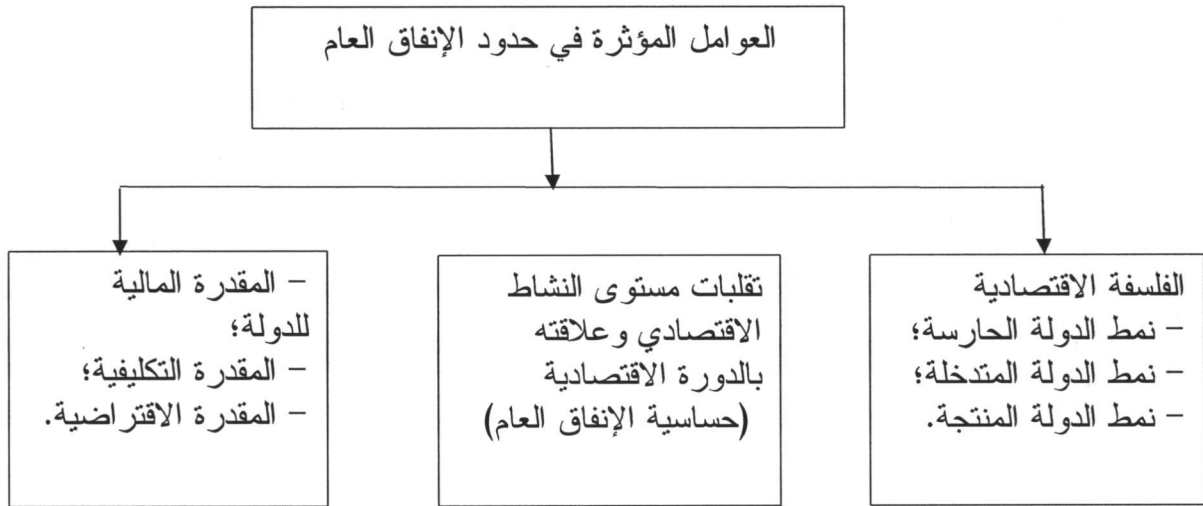 العوامل المؤثرة في حدود الإنفاق العام
الفلسفة الاقتصادية
- نمط الدولة الحارسة؛
- نمط الدولة المتدخلة؛
- نمط الدولة المنتجة.
تقلبات مستوى النشاط
الاقتصادي وعلاقته
بالدورة الاقتصادية
(حساسية الإنفاق العام)
- المقدرة المالية
للدولة؛
- المقدرة التكليفية؛
- المقدرة الاقتراضية.